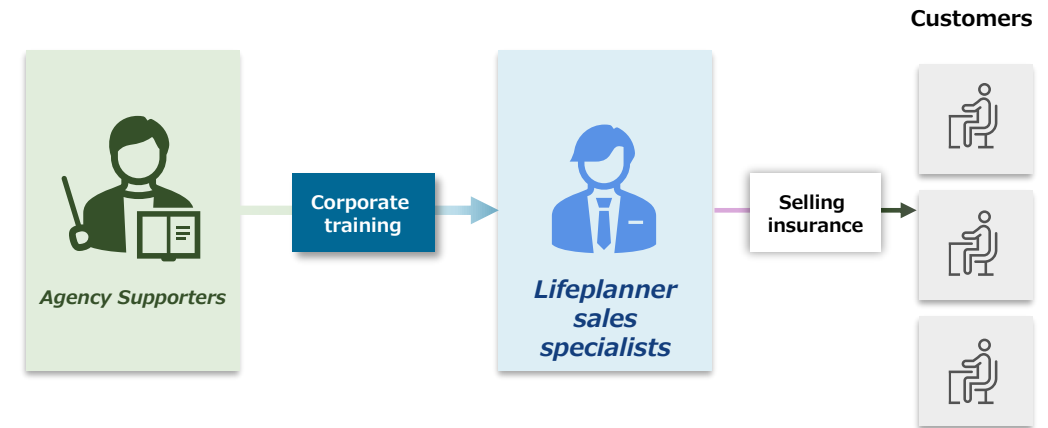 Customers
Agency Supporters
Corporate
training
Lifeplanner
sales
specialists
Selling
insurance